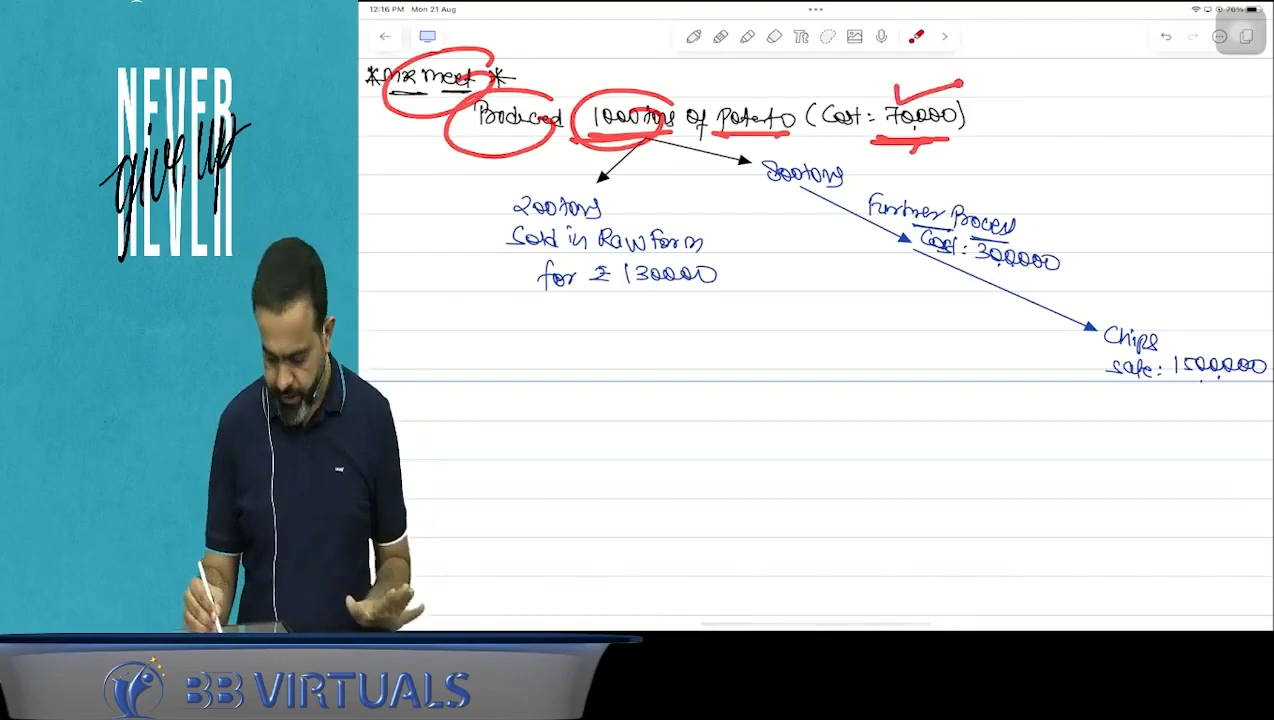 12:16 PM Mon 21 Aug
76%
NEVER
give up
NEVER
*Mr Meet*
Produced 1000 tons of Potato (Cost: 70,000)
200 tons
Sold in Raw form
for ₹ 130000
800 tons
Further Process
Cost: 300000
Chips
sale: 1500000
BB VIRTUALS